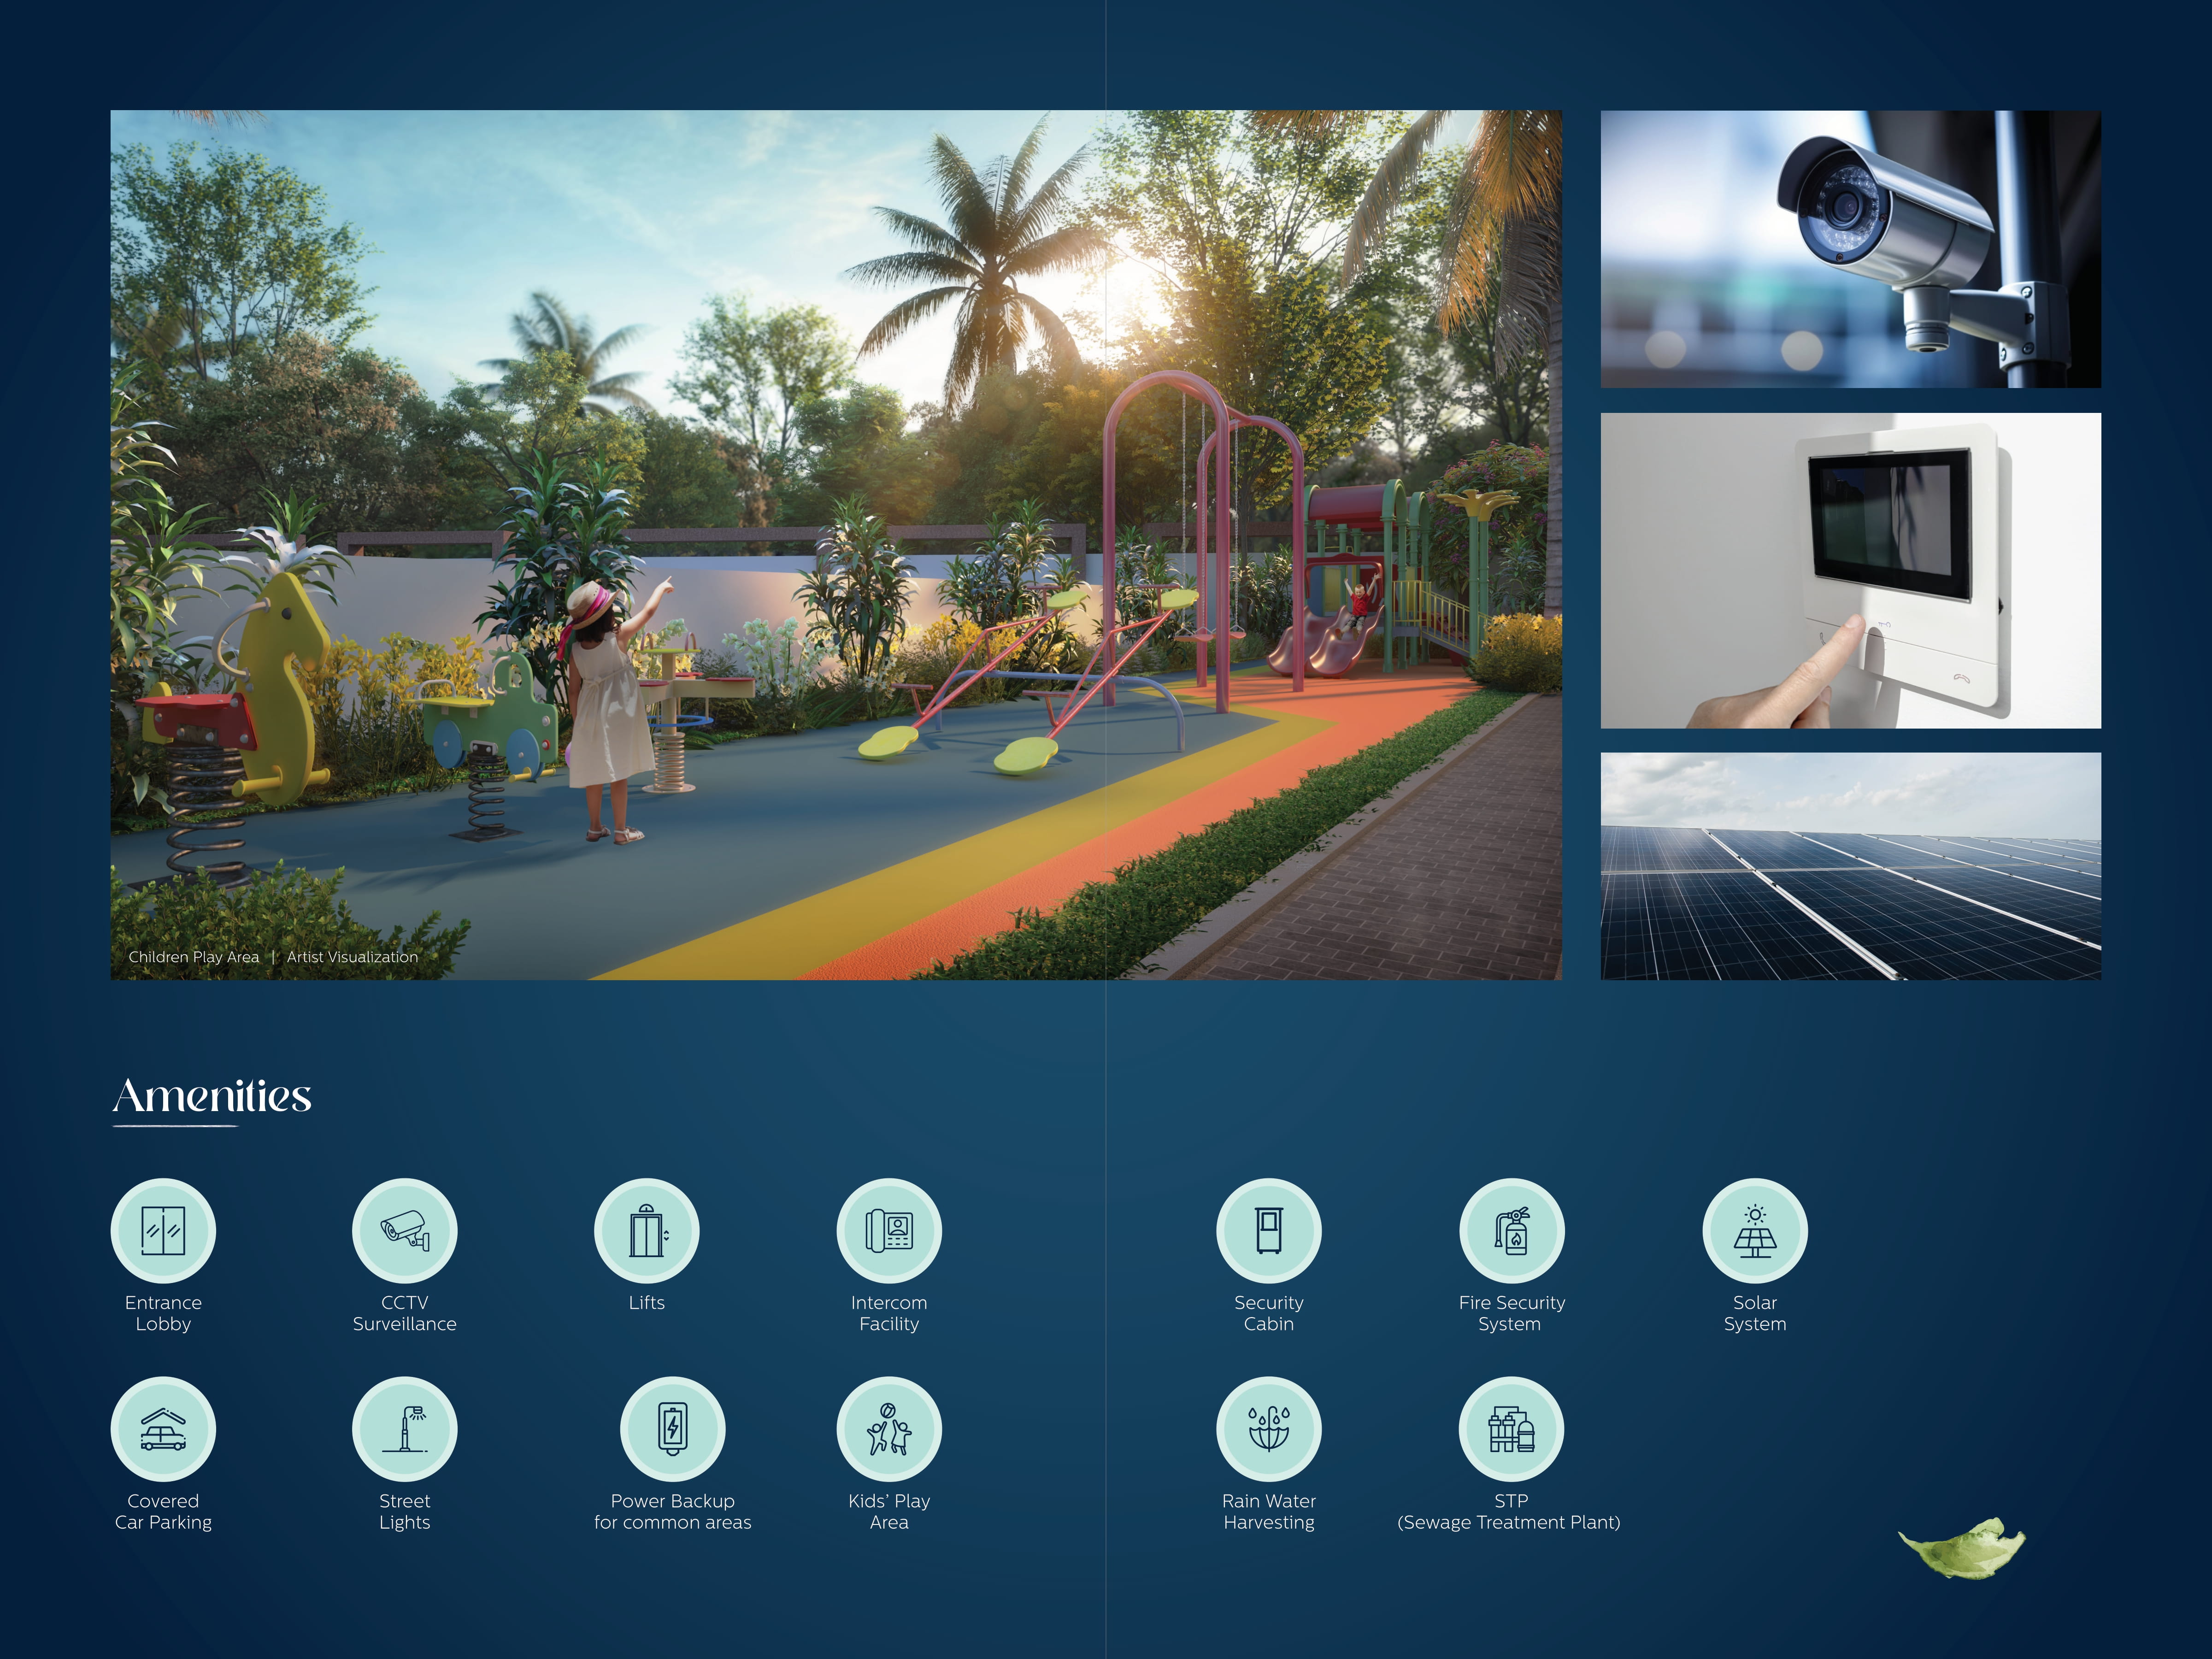 Children Play Area | Artist Visualization
Amenities
Entrance
Lobby
CCTV
Surveillance
Lifts
Intercom
Facility
Security
Cabin
Fire Security
System
Solar
System
Covered
Car Parking
Street
Lights
Power Backup
for common areas
Kids' Play
Area
Rain Water
Harvesting
STP
(Sewage Treatment Plant)